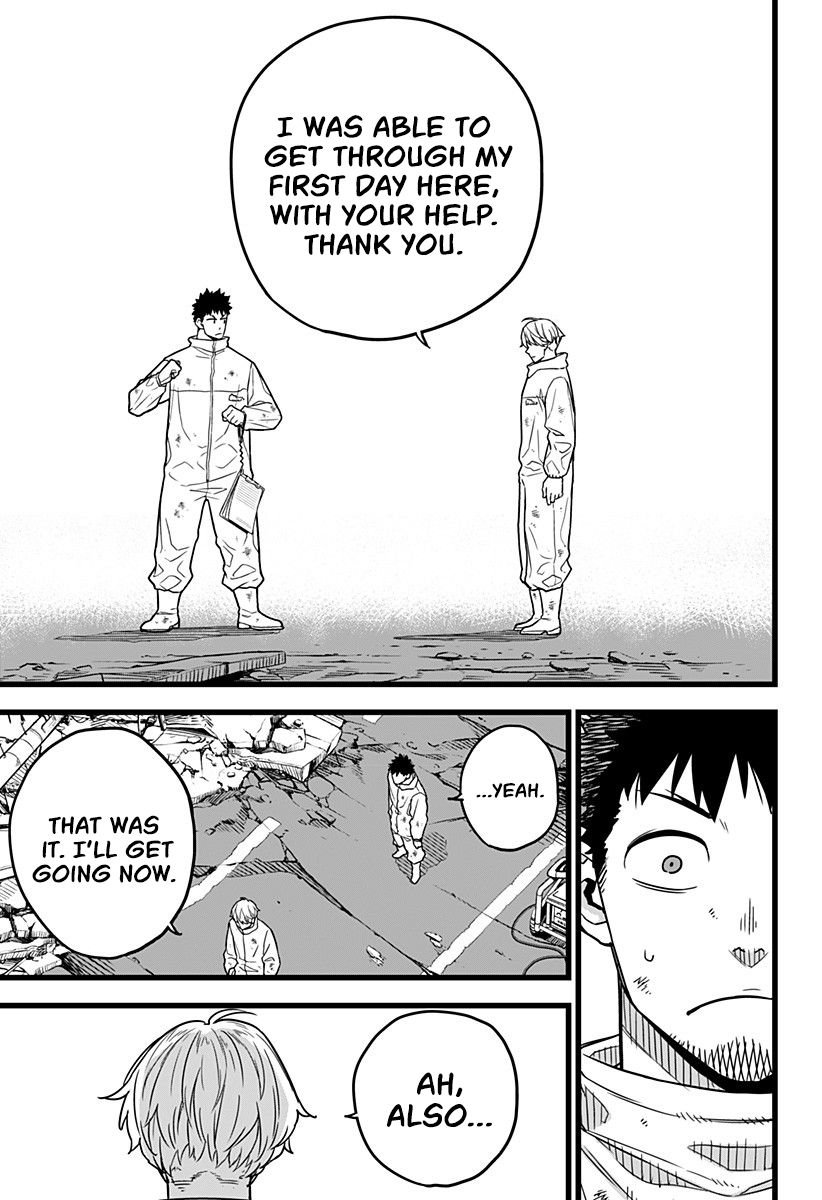 I WAS ABLE TO
GET THROUGH MY
FIRST DAY HERE,
WITH YOUR HELP.
THANK YOU.
...YEAH.
THAT WAS
IT. I'LL GET
GOING NOW.
AH,
ALSO...